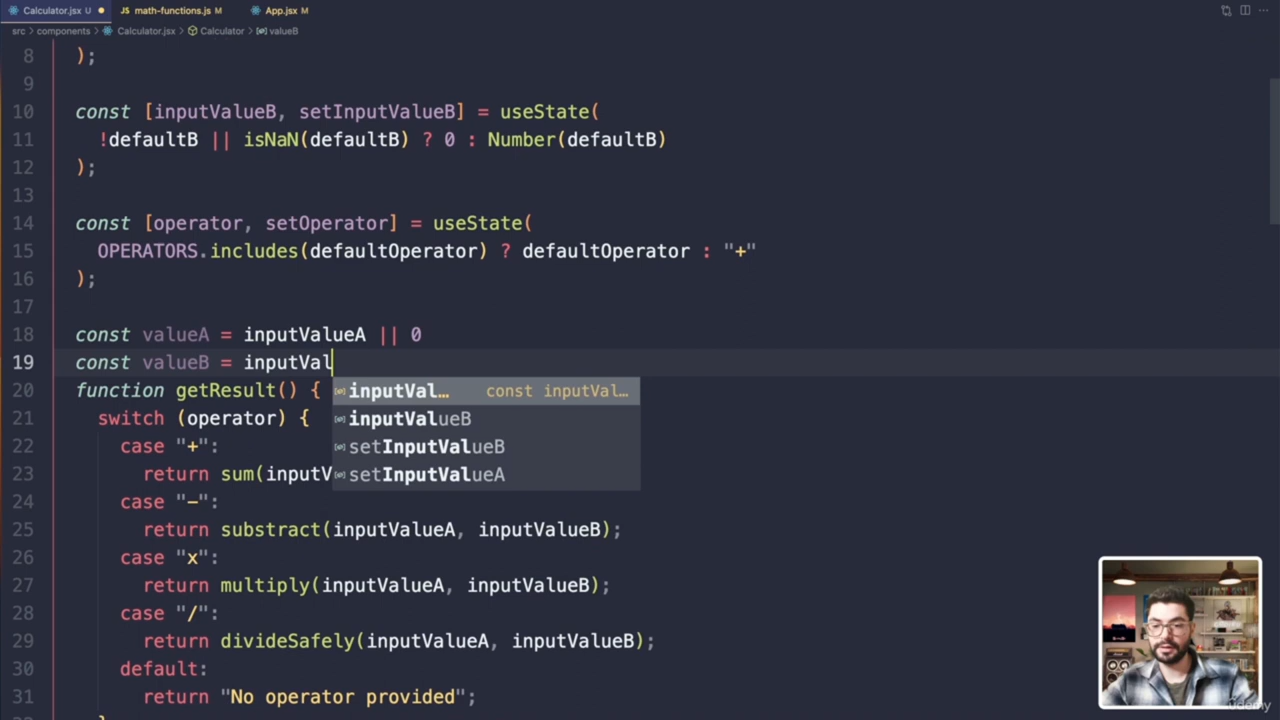 Calculator.jsx U
JS math-functions.js M
App.jsx M
src > components > Calculator.jsx > Calculator > valueB
8 );
9
10 const [inputValueB, setInputValueB] = useState(
11 !defaultB || isNaN(defaultB) ? 0 : Number(defaultB)
12 );
13
14 const [operator, setOperator] = useState(
15 OPERATORS.includes(defaultOperator) ? defaultOperator : "+"
16 );
17
18 const valueA = inputValueA || 0
19 const valueB = inputVal
20 function getResult() {
inputVal… const inputVal…
21 switch (operator) {
inputValueB
22 case "+":
setInputValueB
23 return sum(inputV
setInputValueA
24 case "-":
25 return substract(inputValueA, inputValueB);
26 case "x":
27 return multiply(inputValueA, inputValueB);
28 case "/":
29 return divideSafely(inputValueA, inputValueB);
30 default:
31 return "No operator provided";
udemy